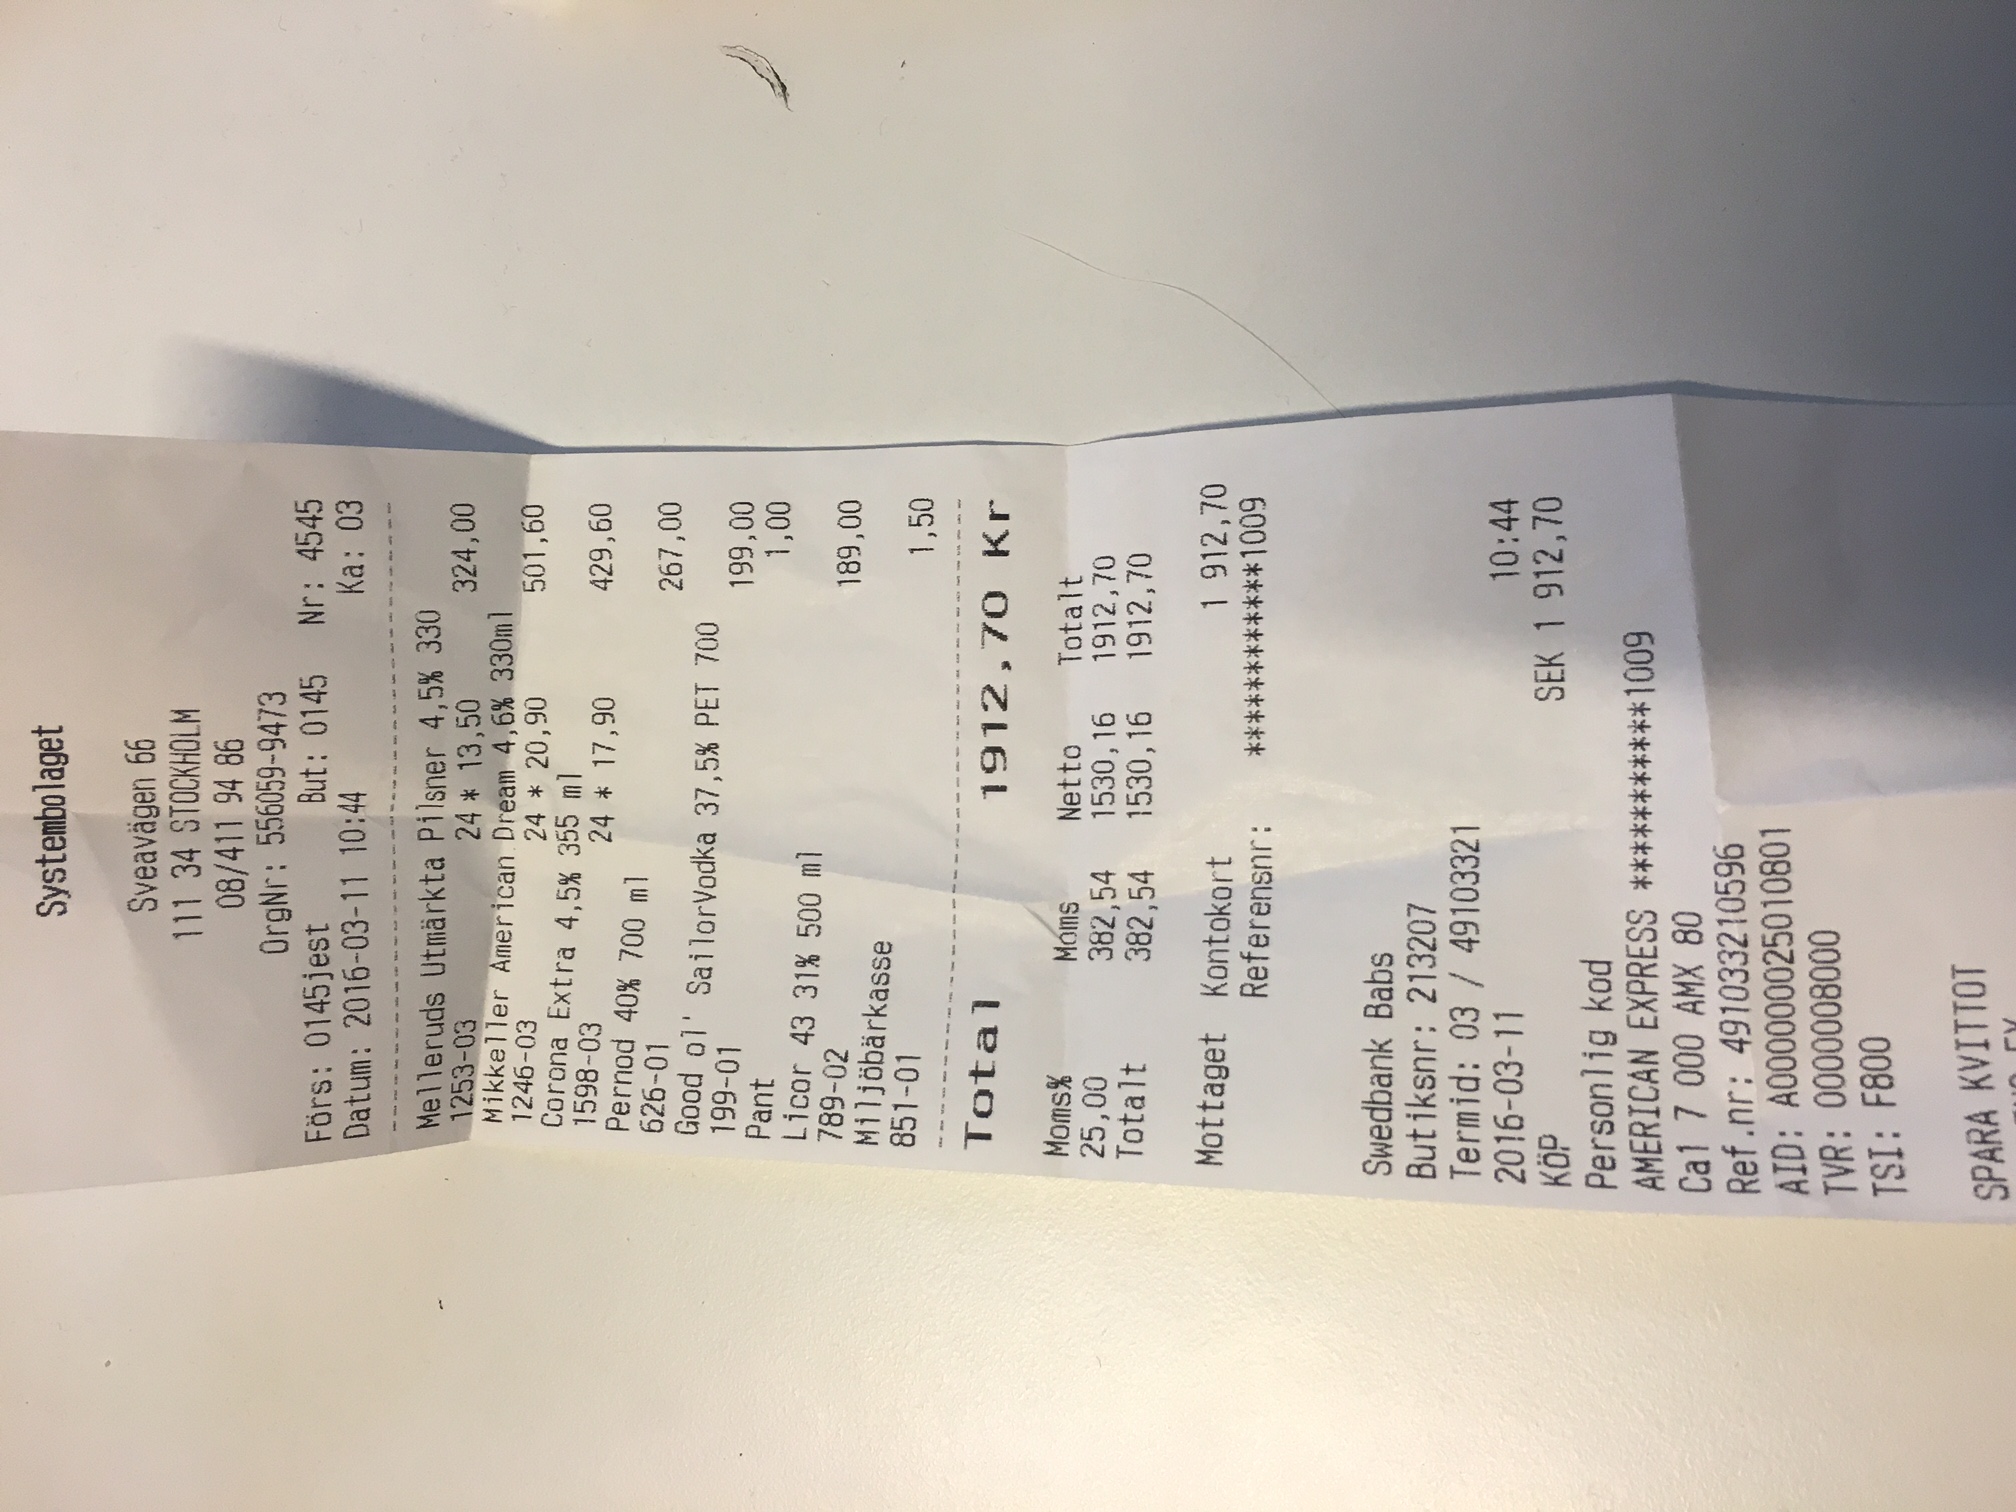 Systembolaget
Sveavägen 66
111 34 STOCKHOLM
08/411 94 86
OrgNr: 556059-9473
Förs: 0145jest But: 0145 Nr: 4545
Datum: 2016-03-11 10:44 Ka: 03
Melleruds Utmärkta Pilsner 4,5% 330
1253-03 24 * 13,50 324,00
Mikkeller American Dream 4,6% 330ml
1246-03 24 * 20,90 501,60
Corona Extra 4,5% 355 ml
1598-03 24 * 17,90 429,60
Pernod 40% 700 ml
626-01 267,00
Good ol' SailorVodka 37,5% PET 700
199-01 199,00
Pant 1,00
Licor 43 31% 500 ml
789-02 189,00
Miljöbärkasse
851-01 1,50
Total 1912,70 Kr
Moms% Moms Netto Totalt
25,00 382,54 1530,16 1912,70
Totalt 382,54 1530,16 1912,70
Mottaget Kontokort 1 912,70
Referensnr: ************1009
Swedbank Babs
Butiksnr: 213207
Termid: 03 / 49103321
2016-03-11 10:44
KÖP SEK 1 912,70
Personlig kod
AMERICAN EXPRESS ***********1009
Ca1 7 000 AMX 80
Ref.nr: 491033210596
AID: A000000025010801
TVR: 0000008000
TSI: F800
SPARA KVITTOT